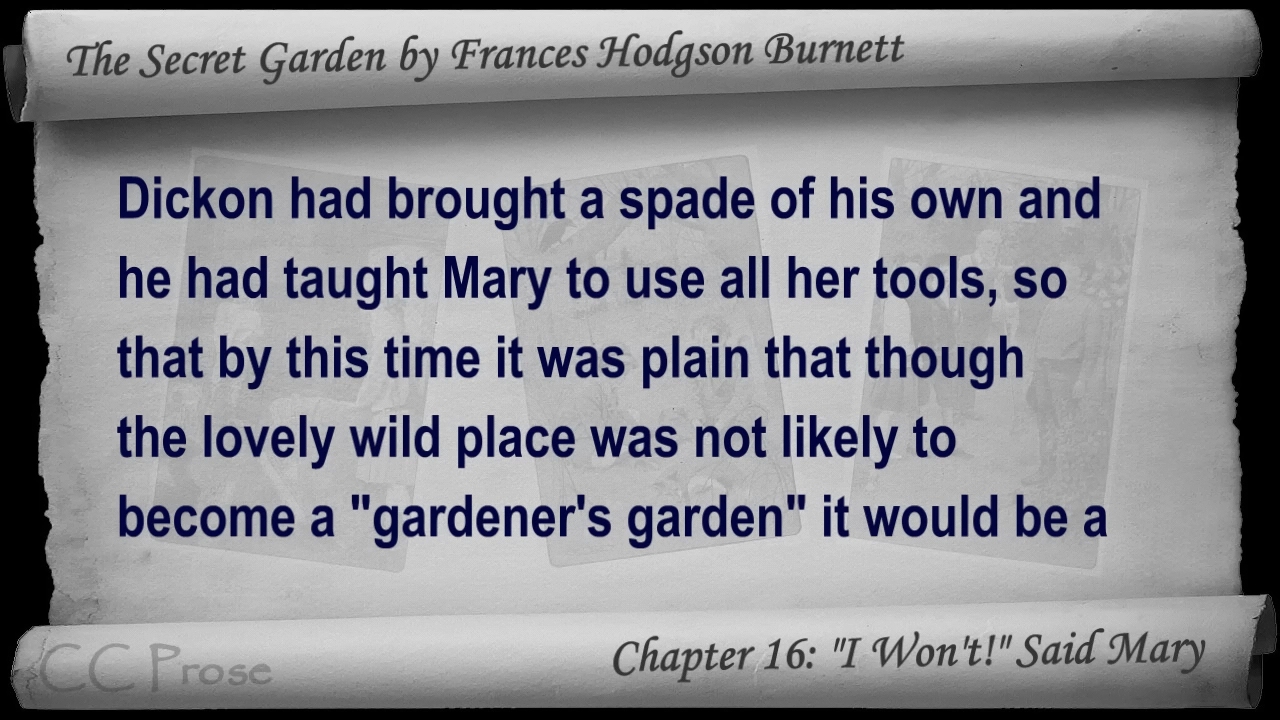 The Secret Garden by Frances Hodgson Burnett
Dickon had brought a spade of his own and
he had taught Mary to use all her tools, so
that by this time it was plain that though
the lovely wild place was not likely to
become a "gardener's garden" it would be a
CC Prose
Chapter 16: "I Won't!" Said Mary